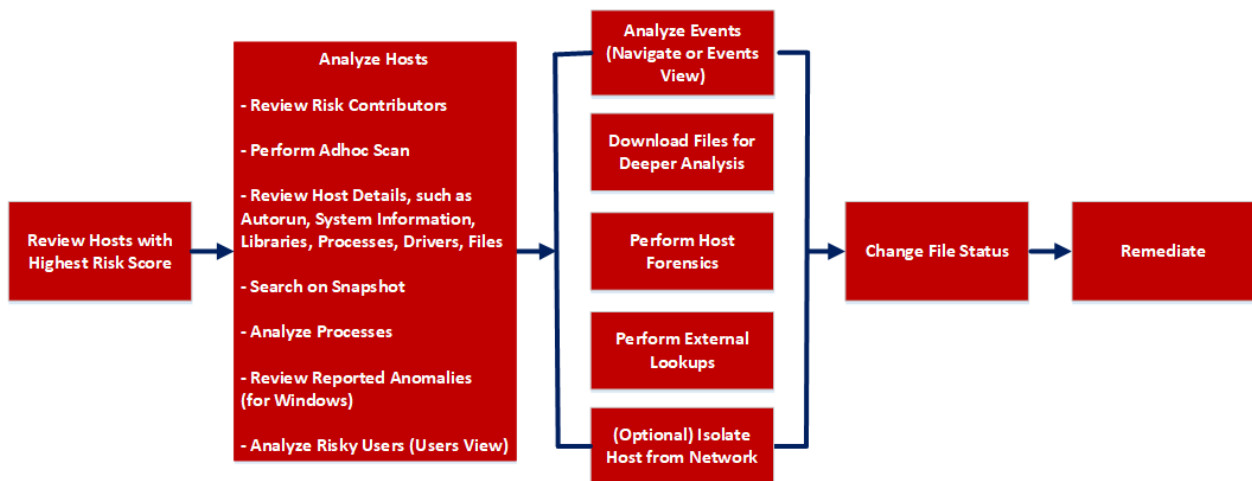 Review Hosts with
Highest Risk Score
Analyze Hosts
- Review Risk Contributors
- Perform Adhoc Scan
- Review Host Details, such as
Autorun, System Information,
Libraries, Processes, Drivers, Files
- Search on Snapshot
- Analyze Processes
- Review Reported Anomalies
(for Windows)
- Analyze Risky Users (Users View)
Analyze Events
(Navigate or Events
View)
Download Files for
Deeper Analysis
Perform Host
Forensics
Perform External
Lookups
(Optional) Isolate
Host from Network
Change File Status
Remediate